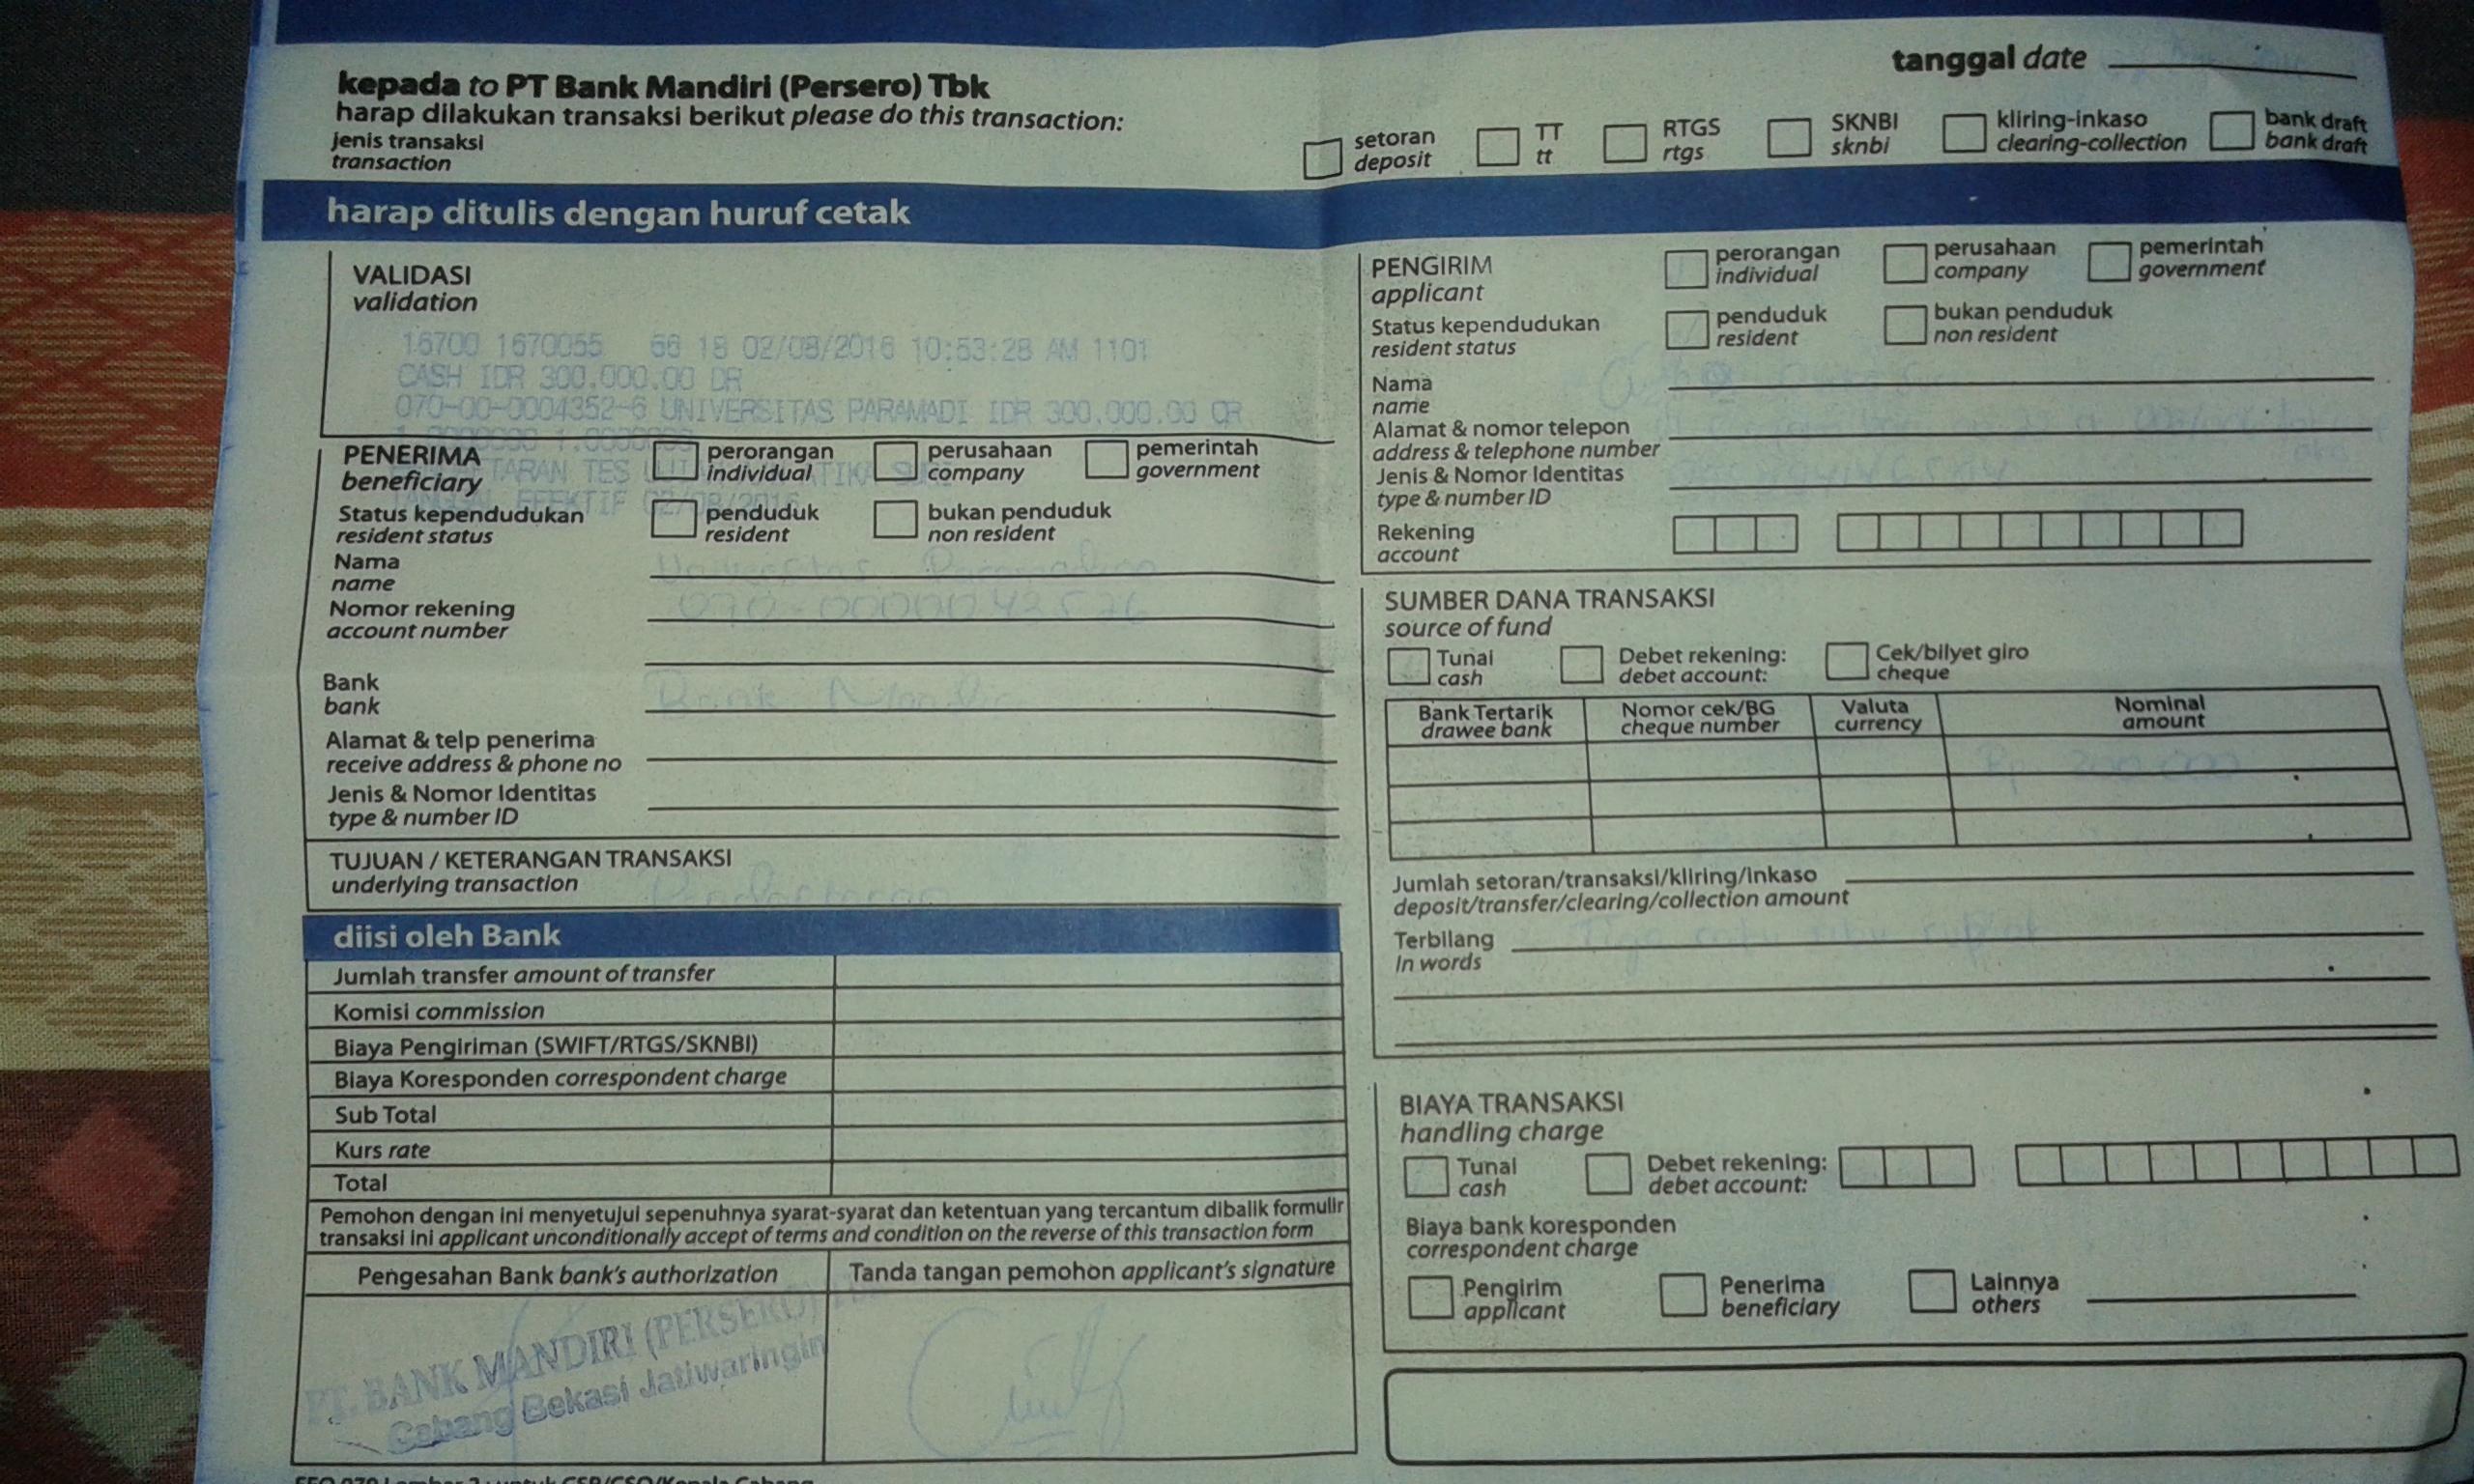 tanggal date
kepada to PT Bank Mandiri (Persero) Tbk
harap dilakukan transaksi berikut please do this transaction:
jenis transaksi
transaction
setoran
deposit
TT
tt
RTGS
rtgs
SKNBI
sknbi
kliring-inkaso
clearing-collection
bank draft
bank draft
harap ditulis dengan huruf cetak
VALIDASI
validation
16700 1670055 66 18 02/08/2016 10:53:28 AM 1101
CASH IDR 300.000.00 DR
070-00-0004352-6 UNIVERSITAS PARAMADI IDR 300.000.00 CR
PENERIMA
beneficiary
perorangan
individual
perusahaan
company
pemerintah
government
TARAN TES
EFEKTIF 02/08/2016
Status kependudukan
resident status
penduduk
resident
bukan penduduk
non resident
Nama
name
Universitas Paramadina
Nomor rekening
account number
Bank
bank
Bank Mandiri
Alamat & telp penerima
receive address & phone no
Jenis & Nomor Identitas
type & number ID
TUJUAN / KETERANGAN TRANSAKSI
underlying transaction
Pendaftaran
diisi oleh Bank
Jumlah transfer amount of transfer
Komisi commission
Biaya Pengiriman (SWIFT/RTGS/SKNBI)
Biaya Koresponden correspondent charge
Sub Total
Kurs rate
Total
Pemohon dengan ini menyetujui sepenuhnya syarat-syarat dan ketentuan yang tercantum dibalik formulir
transaksi ini applicant unconditionally accept of terms and condition on the reverse of this transaction form
Pengesahan Bank bank's authorization
Tanda tangan pemohon applicant's signature
PT. BANK MANDIRI (PERSERO)
Cabang Bekasi Jatiwaringin
PENGIRIM
applicant
perorangan
individual
perusahaan
company
pemerintah
government
Status kependudukan
resident status
penduduk
resident
bukan penduduk
non resident
Nama
name
Alamat & nomor telepon
address & telephone number
Jenis & Nomor Identitas
type & number ID
Rekening
account
SUMBER DANA TRANSAKSI
source of fund
Tunai
cash
Debet rekening:
debet account:
Cek/bilyet giro
cheque
Bank Tertarik
drawee bank
Nomor cek/BG
cheque number
Valuta
currency
Nominal
amount
Rp 300.000
Jumlah setoran/transaksi/kliring/inkaso
deposit/transfer/clearing/collection amount
Terbilang
in words
Tiga ratus ribu rupiah
BIAYA TRANSAKSI
handling charge
Tunai
cash
Debet rekening:
debet account:
Biaya bank koresponden
correspondent charge
Pengirim
applicant
Penerima
beneficiary
Lainnya
others